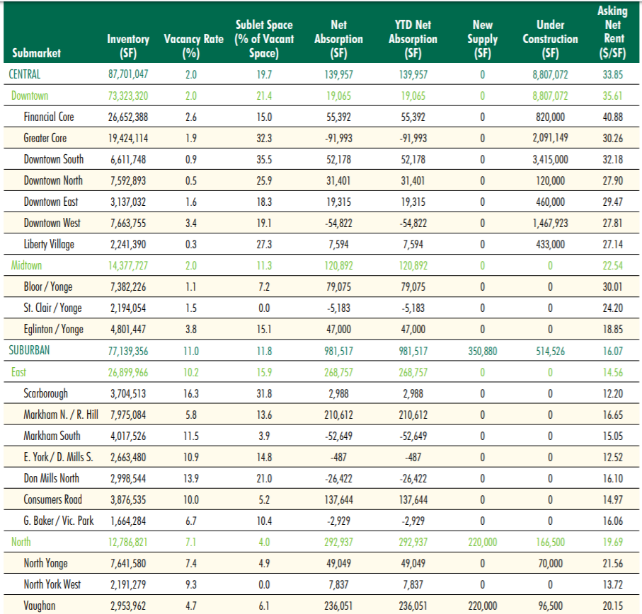 Submarket Inventory (SF) Vacancy Rate (%) Sublet Space (% of Vacant Space) Net Absorption (SF) YTD Net Absorption (SF) New Supply (SF) Under Construction (SF) Asking Net Rent ($/SF)
CENTRAL 87,701,047 2.0 19.7 139,957 139,957 0 8,807,072 33.85
Downtown 73,323,320 2.0 21.4 19,065 19,065 0 8,807,072 35.61
Financial Core 26,652,388 2.6 15.0 55,392 55,392 0 820,000 40.88
Greater Core 19,424,114 1.9 32.3 -91,993 -91,993 0 2,091,149 30.26
Downtown South 6,611,748 0.9 35.5 52,178 52,178 0 3,415,000 32.18
Downtown North 7,592,893 0.5 25.9 31,401 31,401 0 120,000 27.90
Downtown East 3,137,032 1.6 18.3 19,315 19,315 0 460,000 29.47
Downtown West 7,663,755 3.4 19.1 -54,822 -54,822 0 1,467,923 27.81
Liberty Village 2,241,390 0.3 27.3 7,594 7,594 0 433,000 27.14
Midtown 14,377,727 2.0 11.3 120,892 120,892 0 0 22.54
Bloor / Yonge 7,382,226 1.1 7.2 79,075 79,075 0 0 30.01
St. Clair / Yonge 2,194,054 1.5 0.0 -5,183 -5,183 0 0 24.20
Eglinton / Yonge 4,801,447 3.8 15.1 47,000 47,000 0 0 18.85
SUBURBAN 77,139,356 11.0 11.8 981,517 981,517 350,880 514,526 16.07
East 26,899,966 10.2 15.9 268,757 268,757 0 0 14.56
Scarborough 3,704,513 16.3 31.8 2,988 2,988 0 0 12.20
Markham N. / R. Hill 7,975,084 5.8 13.6 210,612 210,612 0 0 16.65
Markham South 4,017,526 11.5 3.9 -52,649 -52,649 0 0 15.05
E. York / D. Mills S. 2,663,480 10.9 14.8 -487 -487 0 0 12.52
Don Mills North 2,998,544 13.9 21.0 -26,422 -26,422 0 0 16.10
Consumers Road 3,876,535 10.0 5.2 137,644 137,644 0 0 14.97
G. Baker / Vic. Park 1,664,284 6.7 10.4 -2,929 -2,929 0 0 16.06
North 12,786,821 7.1 4.0 292,937 292,937 220,000 166,500 19.69
North Yonge 7,641,580 7.4 4.9 49,049 49,049 0 70,000 21.56
North York West 2,191,279 9.3 0.0 7,837 7,837 0 0 13.72
Vaughan 2,953,962 4.7 6.1 236,051 236,051 220,000 96,500 20.15